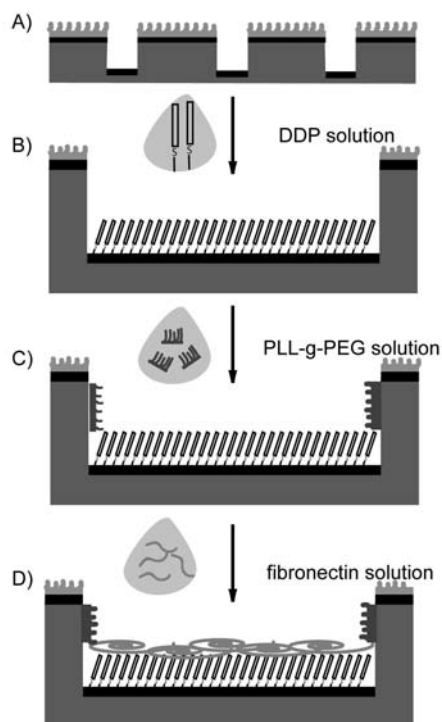 A)
DDP solution
B)
PLL-g-PEG solution
C)
fibronectin solution
D)